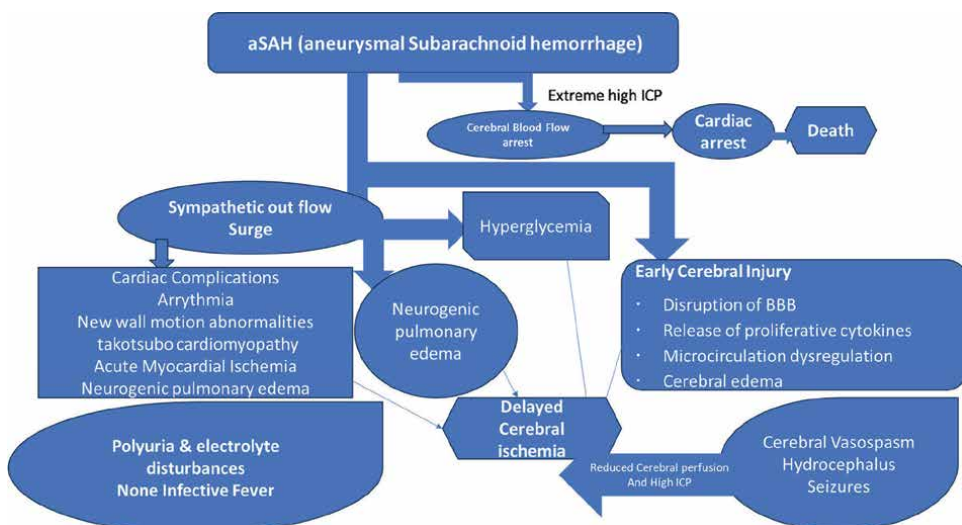 aSAH (aneurysmal Subarachnoid hemorrhage)
Extreme high ICP
Cerebral Blood Flow
arrest
Cardiac
arrest
Death
Sympathetic out flow
Surge
Hyperglycemia
Cardiac Complications
Arrythmia
New wall motion abnormalities
takotsubo cardiomyopathy
Acute Myocardial Ischemia
Neurogenic pulmonary edema
Neurogenic
pulmonary
edema
Early Cerebral Injury
· Disruption of BBB
· Release of proliferative cytokines
· Microcirculation dysregulation
· Cerebral edema
Delayed
Cerebral
ischemia
Polyuria & electrolyte
disturbances
None Infective Fever
Reduced Cerebral perfusion
And High ICP
Cerebral Vasospasm
Hydrocephalus
Seizures